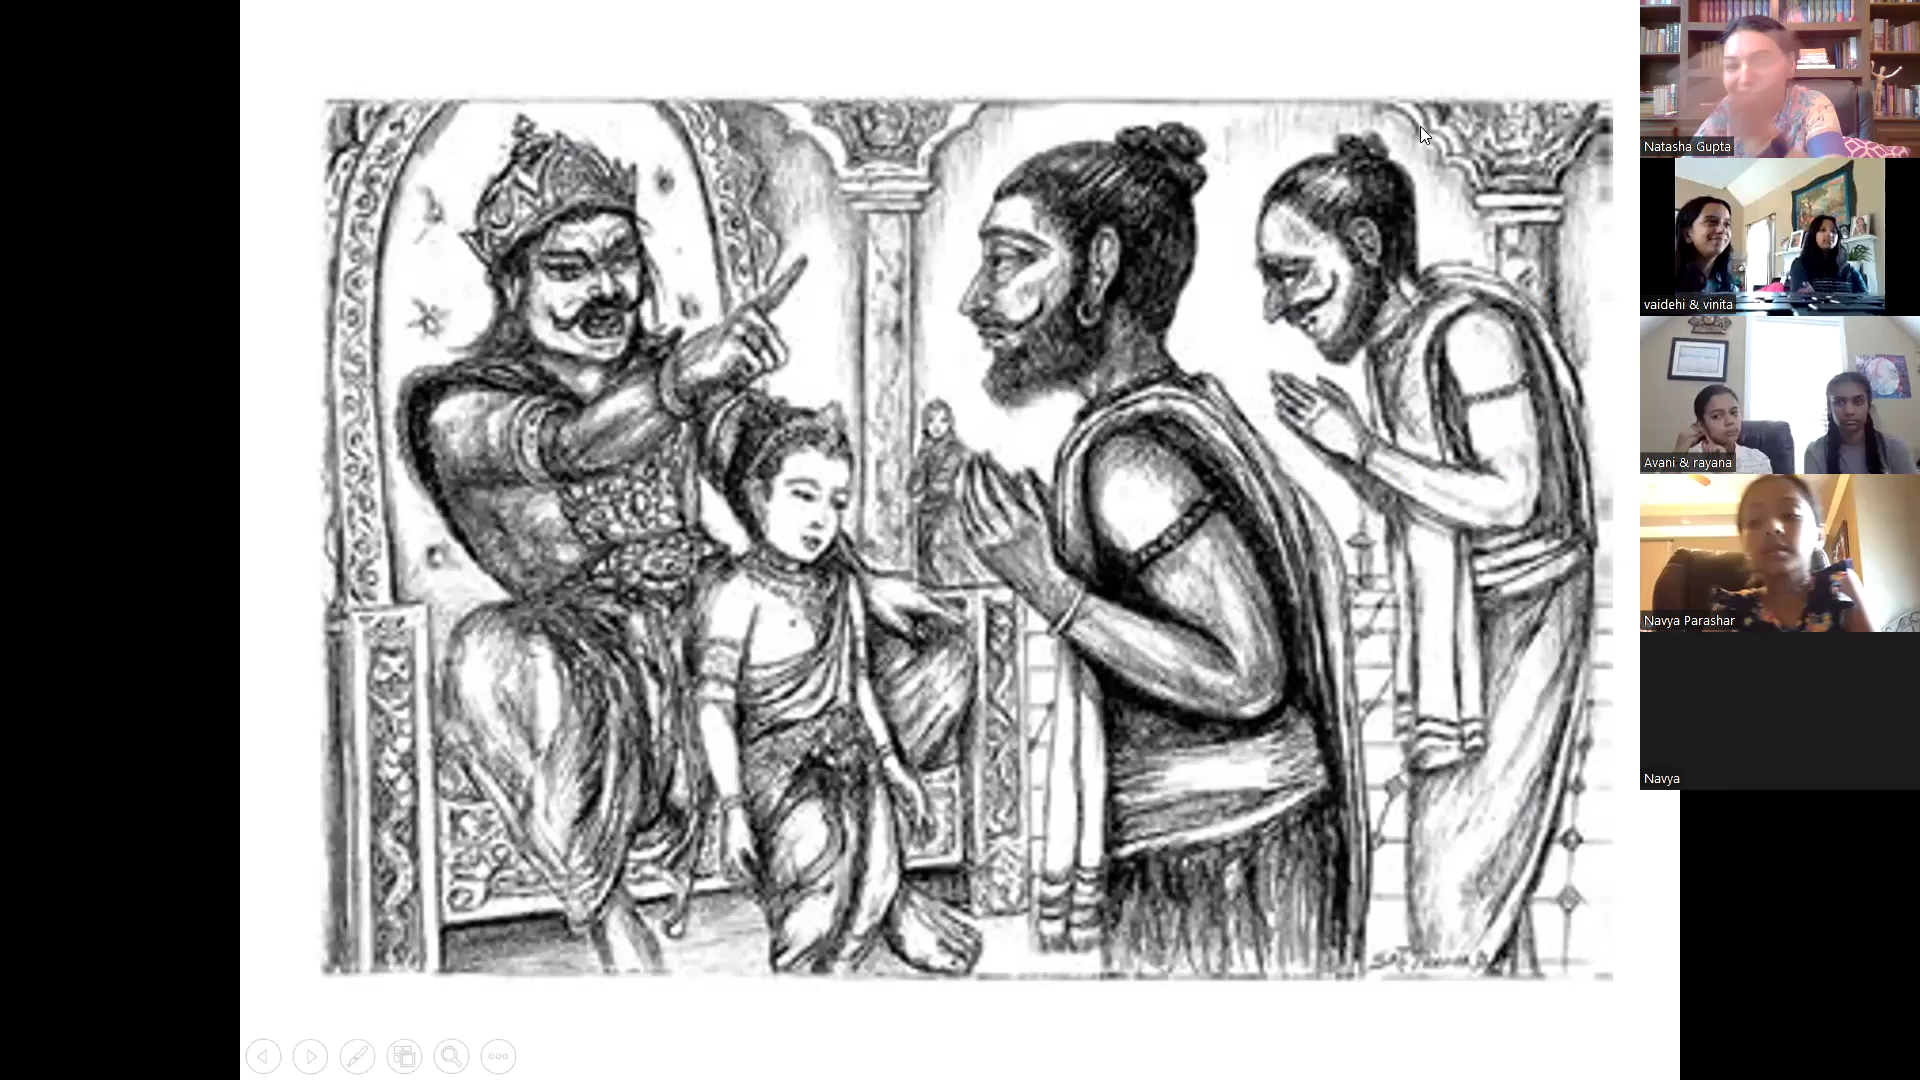 Natasha Gupta
vaidehi & vinita
Avani & rayana
Navya Parashar
Navya